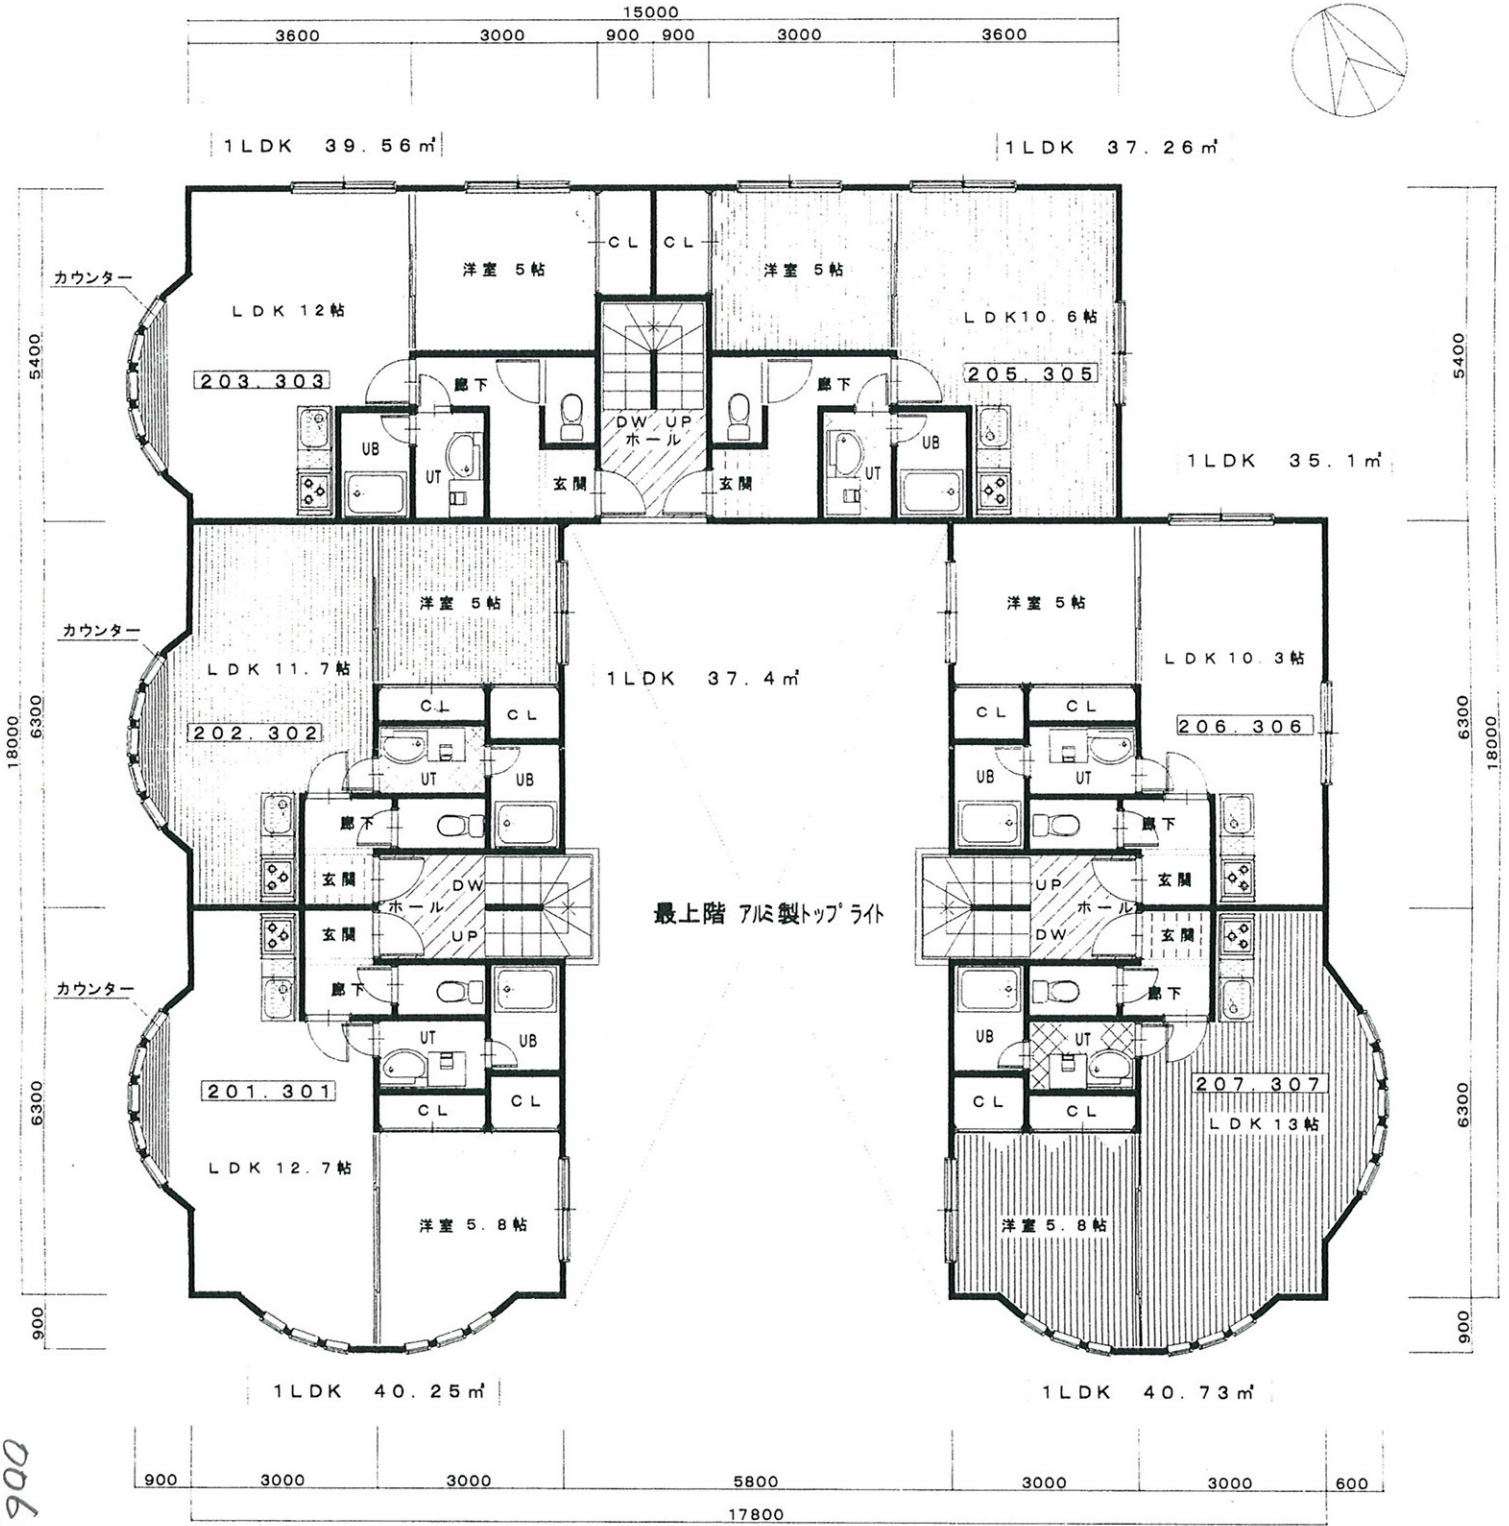 15000
3600
3000
900
900
3000
3600
1LDK 39.56㎡
1LDK 37.26㎡
カウンター
LDK 12帖
洋室 5帖
CL
CL
洋室 5帖
LDK10.6帖
203.303
205.305
廊下
廊下
DW UP
ホール
UB
UT
玄関
玄関
UT
UB
5400
5400
1LDK 35.1㎡
カウンター
洋室 5帖
LDK 11.7帖
202.302
CL
CL
UT
UB
廊下
玄関
1LDK 37.4㎡
洋室 5帖
LDK 10.3帖
206.306
CL
CL
UB
UT
廊下
玄関
18000
6300
6300
18000
DW
ホール
UP
最上階 アルミ製トップライト
UP
ホール
DW
カウンター
玄関
廊下
UT
UB
201.301
CL
CL
LDK 12.7帖
洋室 5.8帖
玄関
廊下
UB
UT
207.307
CL
CL
LDK 13帖
洋室 5.8帖
6300
6300
900
900
1LDK 40.25㎡
1LDK 40.73㎡
900
3000
3000
5800
3000
3000
600
17800
006